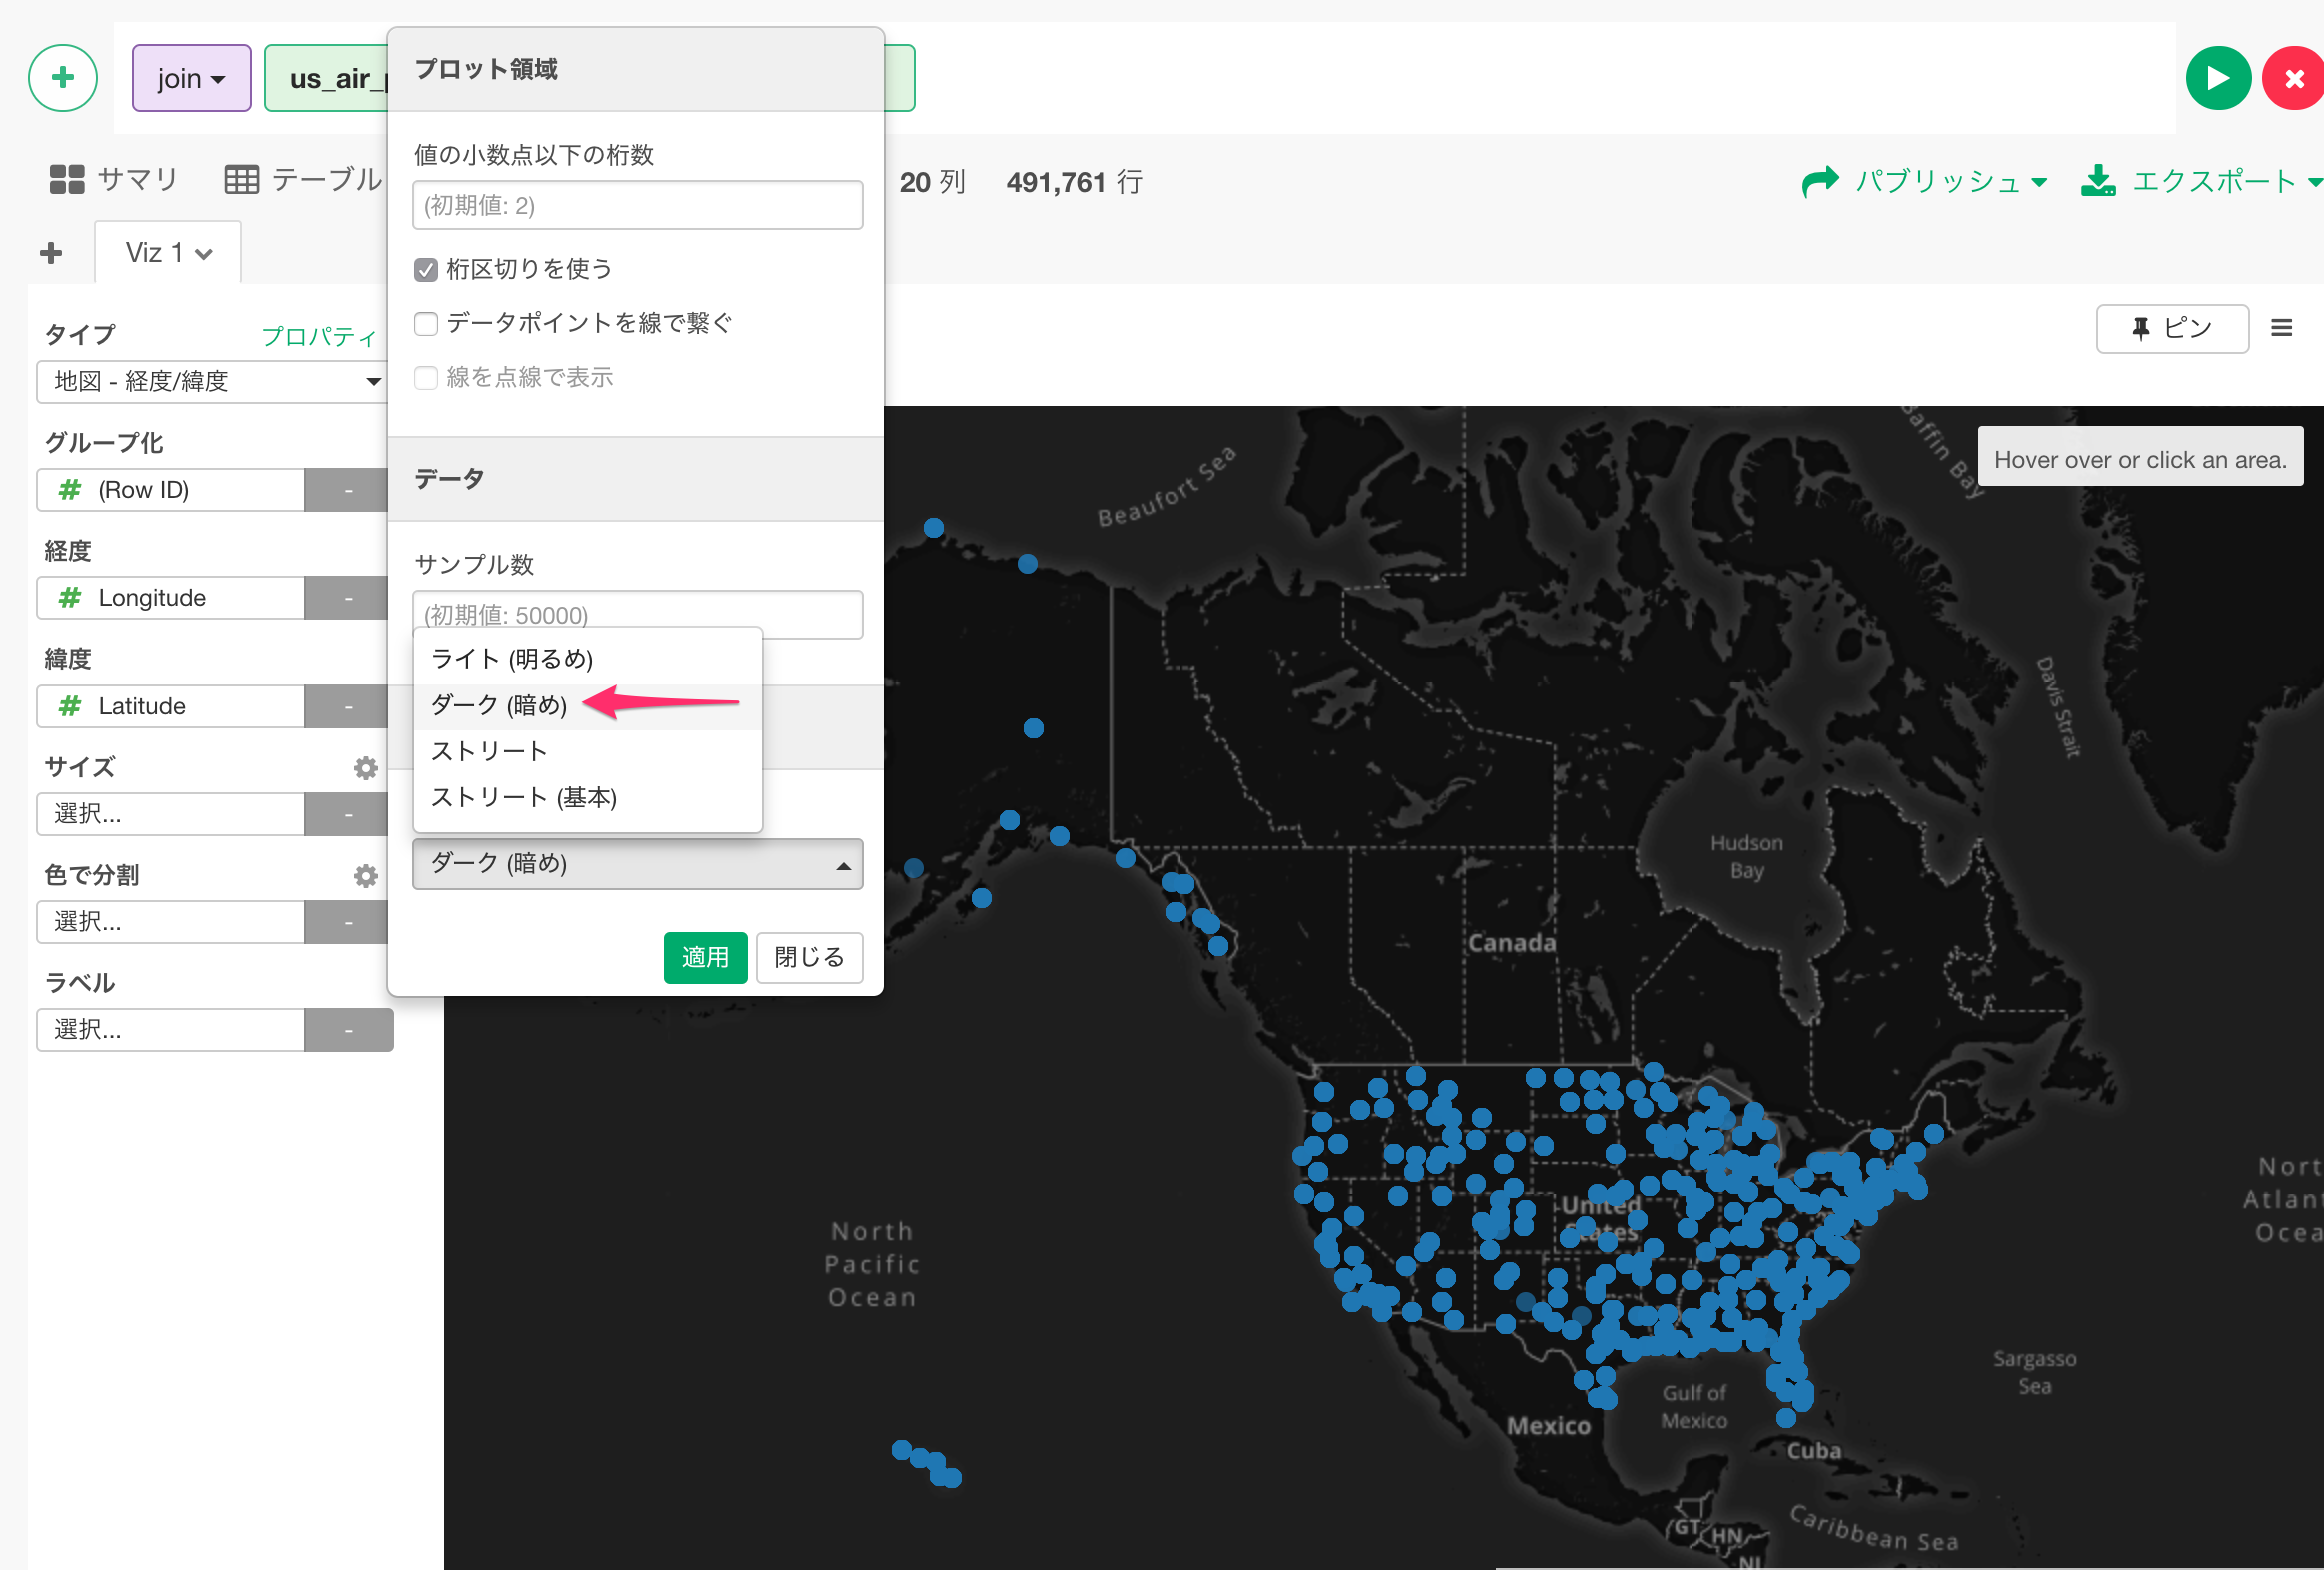 join
us_air_
サマリ
テーブル
20 列
491,761 行
パブリッシュ
エクスポート
Viz 1
タイプ
プロパティ
地図 - 経度/緯度
グループ化
(Row ID)
-
経度
Longitude
-
緯度
Latitude
-
サイズ
選択...
-
色で分割
選択...
-
ラベル
選択...
-
プロット領域
値の小数点以下の桁数
(初期値: 2)
桁区切りを使う
データポイントを線で繋ぐ
線を点線で表示
データ
サンプル数
(初期値: 50000)
ライト (明るめ)
ダーク (暗め)
ストリート
ストリート (基本)
ダーク (暗め)
適用
閉じる
ピン
Hover over or click an area.
Beaufort Sea
Baffin Bay
Davis Strait
Hudson
Bay
Canada
United
States
North
Pacific
Ocean
North
Atlant
Ocea
Sargasso
Sea
Gulf of
Mexico
Mexico
Cuba
Caribbean Sea
GT
HN
NI